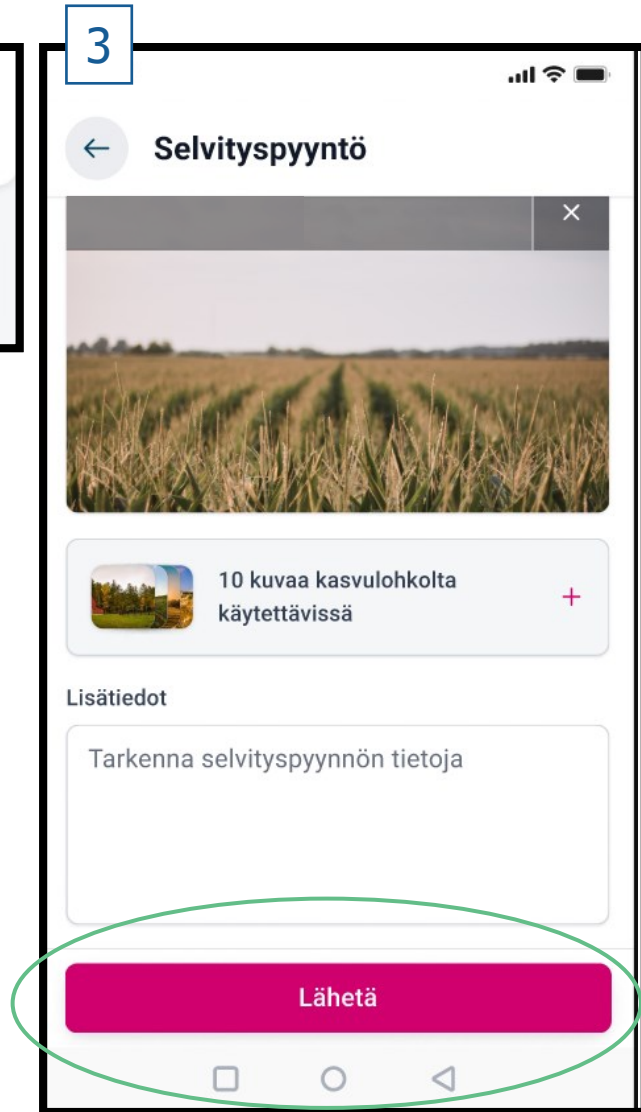 3
Selvityspyyntö
10 kuvaa kasvulohkolta
käytettävissä
Lisätiedot
Tarkenna selvityspyynnön tietoja
Lähetä